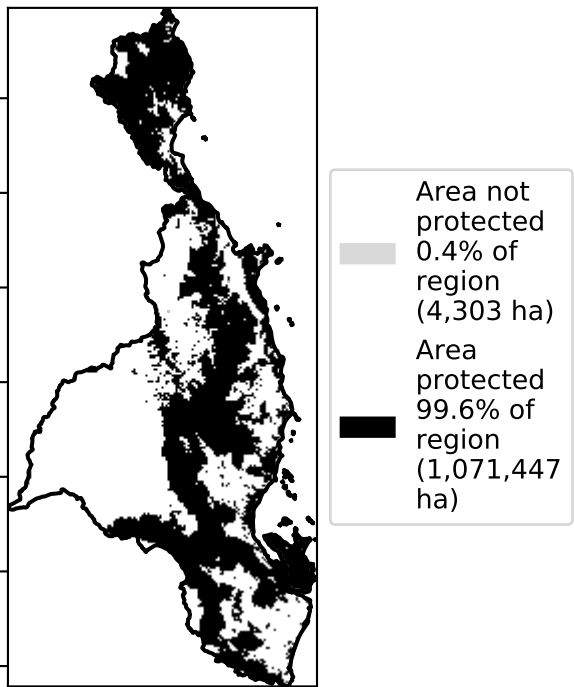 Area not
protected
0.4% of
region
(4,303 ha)
Area
protected
99.6% of
region
(1,071,447
ha)